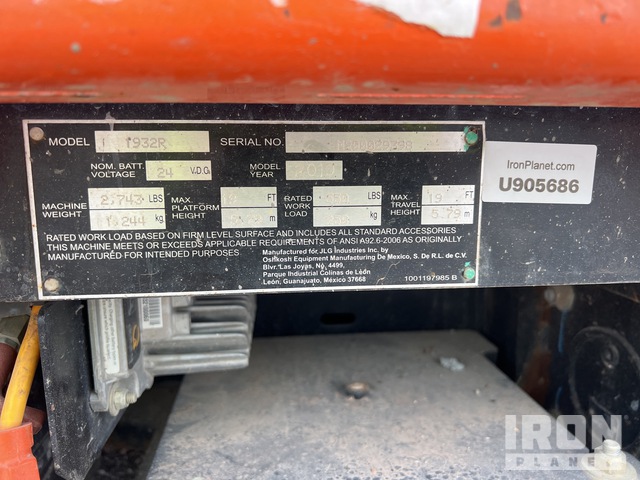 MODEL 1932R SERIAL NO.
NOM. BATT. VOLTAGE 24 V.D.C. MODEL YEAR
MACHINE WEIGHT 2,743 LBS 1,244 kg MAX. PLATFORM HEIGHT FT m RATED WORK LOAD LBS kg MAX. TRAVEL HEIGHT 19 FT 5.79 m
RATED WORK LOAD BASED ON FIRM LEVEL SURFACE AND STANDARD ACCESSORIES
THIS MACHINE MEETS OR EXCEEDS APPLICABLE REQUIREMENTS OF ANSI A92.6-2006 AS ORIGINALLY
MANUFACTURED FOR INTENDED PURPOSES
Manufactured for JLG Industries Inc. by
Oshkosh Equipment Manufacturing De Mexico, S. De R.L. de C.V.
Blvr. Las Joyas, No. 4499,
Parque Industrial Colinas de León
León, Guanajuato, México 37668
1001197985 B
IronPlanet.com
U905686
IRON
PLANET